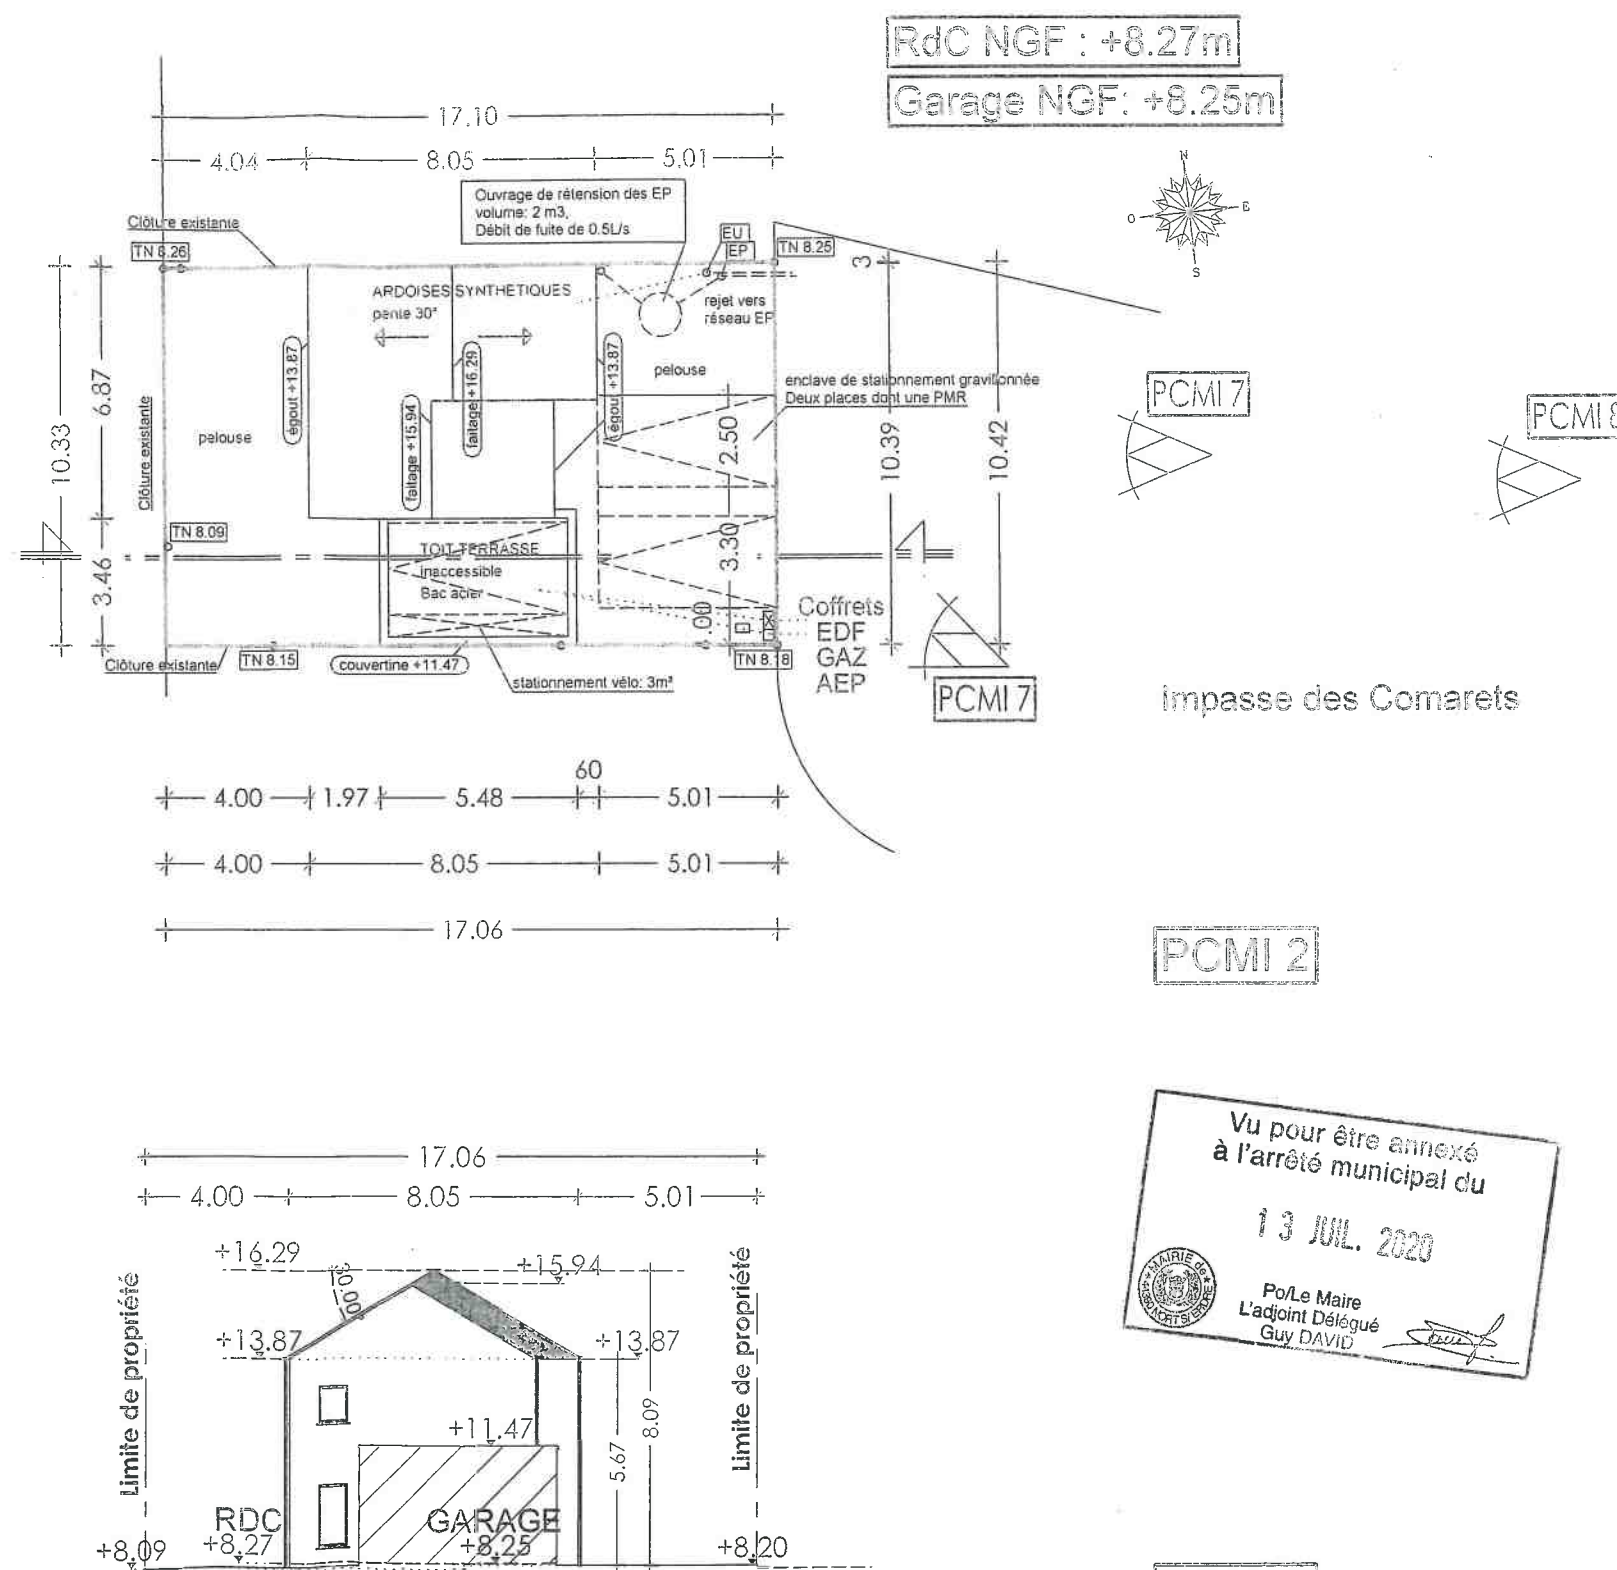 RdC NGF : +8.27m
Garage NGF: +8.25m
17.10
4.04 8.05 5.01
Ouvrage de rétension des EP
volume: 2 m3,
Débit de fuite de 0.5L/s
N
O E
S
Clôture existante
TN 8.26
EU
EP
TN 8.25
3
ARDOISES SYNTHETIQUES
pente 30°
rejet vers
réseau EP
égout +13.87
faitage +16.29
égout +13.87
faitage +15.94
pelouse
pelouse
enclave de stationnement gravillonnée
Deux places dont une PMR
PCMI 7
PCMI 8
10.33
6.87
3.46
Clôture existante
2.50
3.30
.00
10.39
10.42
TN 8.09
TOIT TERRASSE
inaccessible
Bac acier
Coffrets
EDF
GAZ
AEP
Clôture existante
TN 8.15
couvertine +11.47
stationnement vélo: 3m²
TN 8.18
PCMI 7
Impasse des Comarets
60
4.00 1.97 5.48 5.01
4.00 8.05 5.01
17.06
PCMI 2
17.06
4.00 8.05 5.01
Vu pour être annexé
à l'arrêté municipal du
13 JUIL. 2020
MAIRIE de
44390 NORT S/ ERDRE
Po/Le Maire
L'adjoint Délégué
Guy DAVID
Limite de propriété
Limite de propriété
+16.29
+15.94
30.00
+13.87
+13.87
+11.47
5.67
8.09
RDC
+8.27
GARAGE
+8.25
+8.09
+8.20